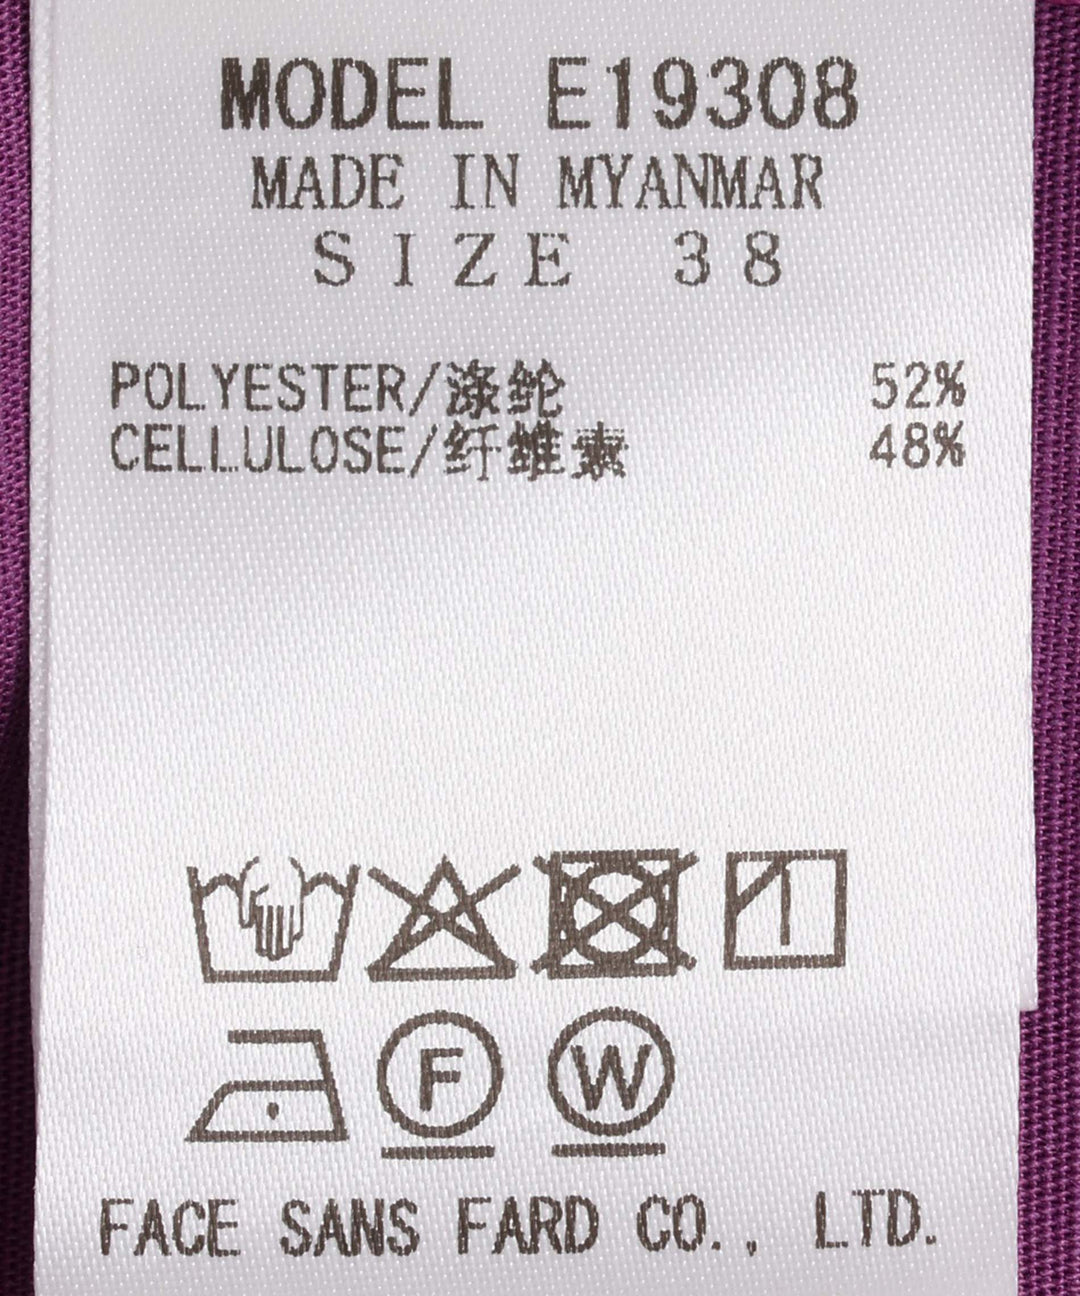 MODEL E19308
MADE IN MYANMAR
SIZE 38
POLYESTER/涤纶 52%
CELLULOSE/纤維素 48%
F W
FACE SANS FARD CO., LTD.